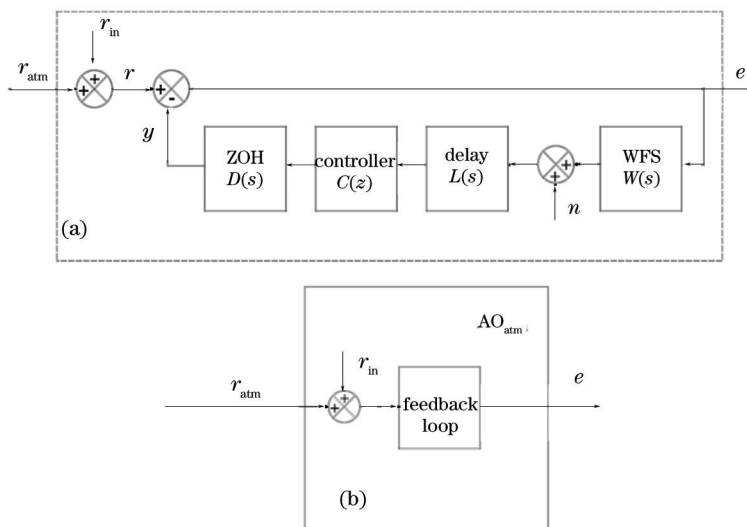 r_in
r_atm
r
e
+
+
+
-
y
ZOH
D(s)
controller
C(z)
delay
L(s)
+
+
WFS
W(s)
n
(a)
AO_atm
r_in
r_atm
+
+
feedback
loop
e
(b)